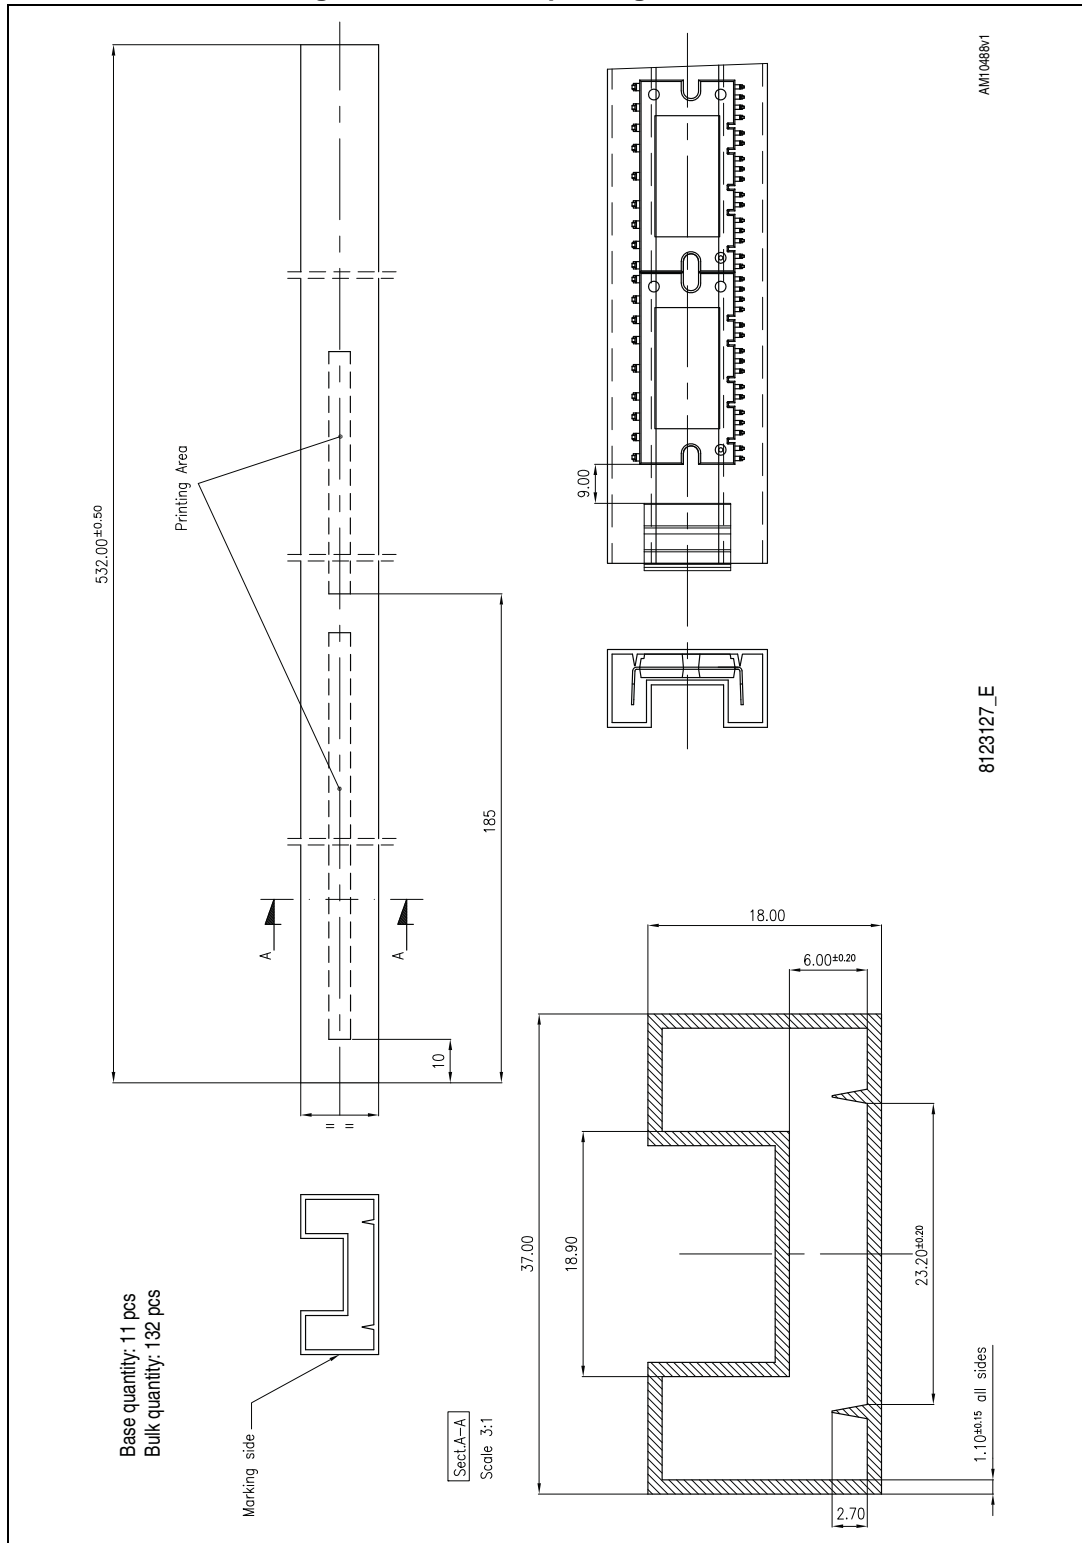 AM10488v1
532.00±0.50
Printing Area
9.00
185
A
A
10
= =
8123127_E
18.00
6.00±0.20
37.00
18.90
23.20±0.20
1.10±0.15 all sides
2.70
Base quantity: 11 pcs
Bulk quantity: 132 pcs
Marking side
Sect.A-A
Scale 3:1